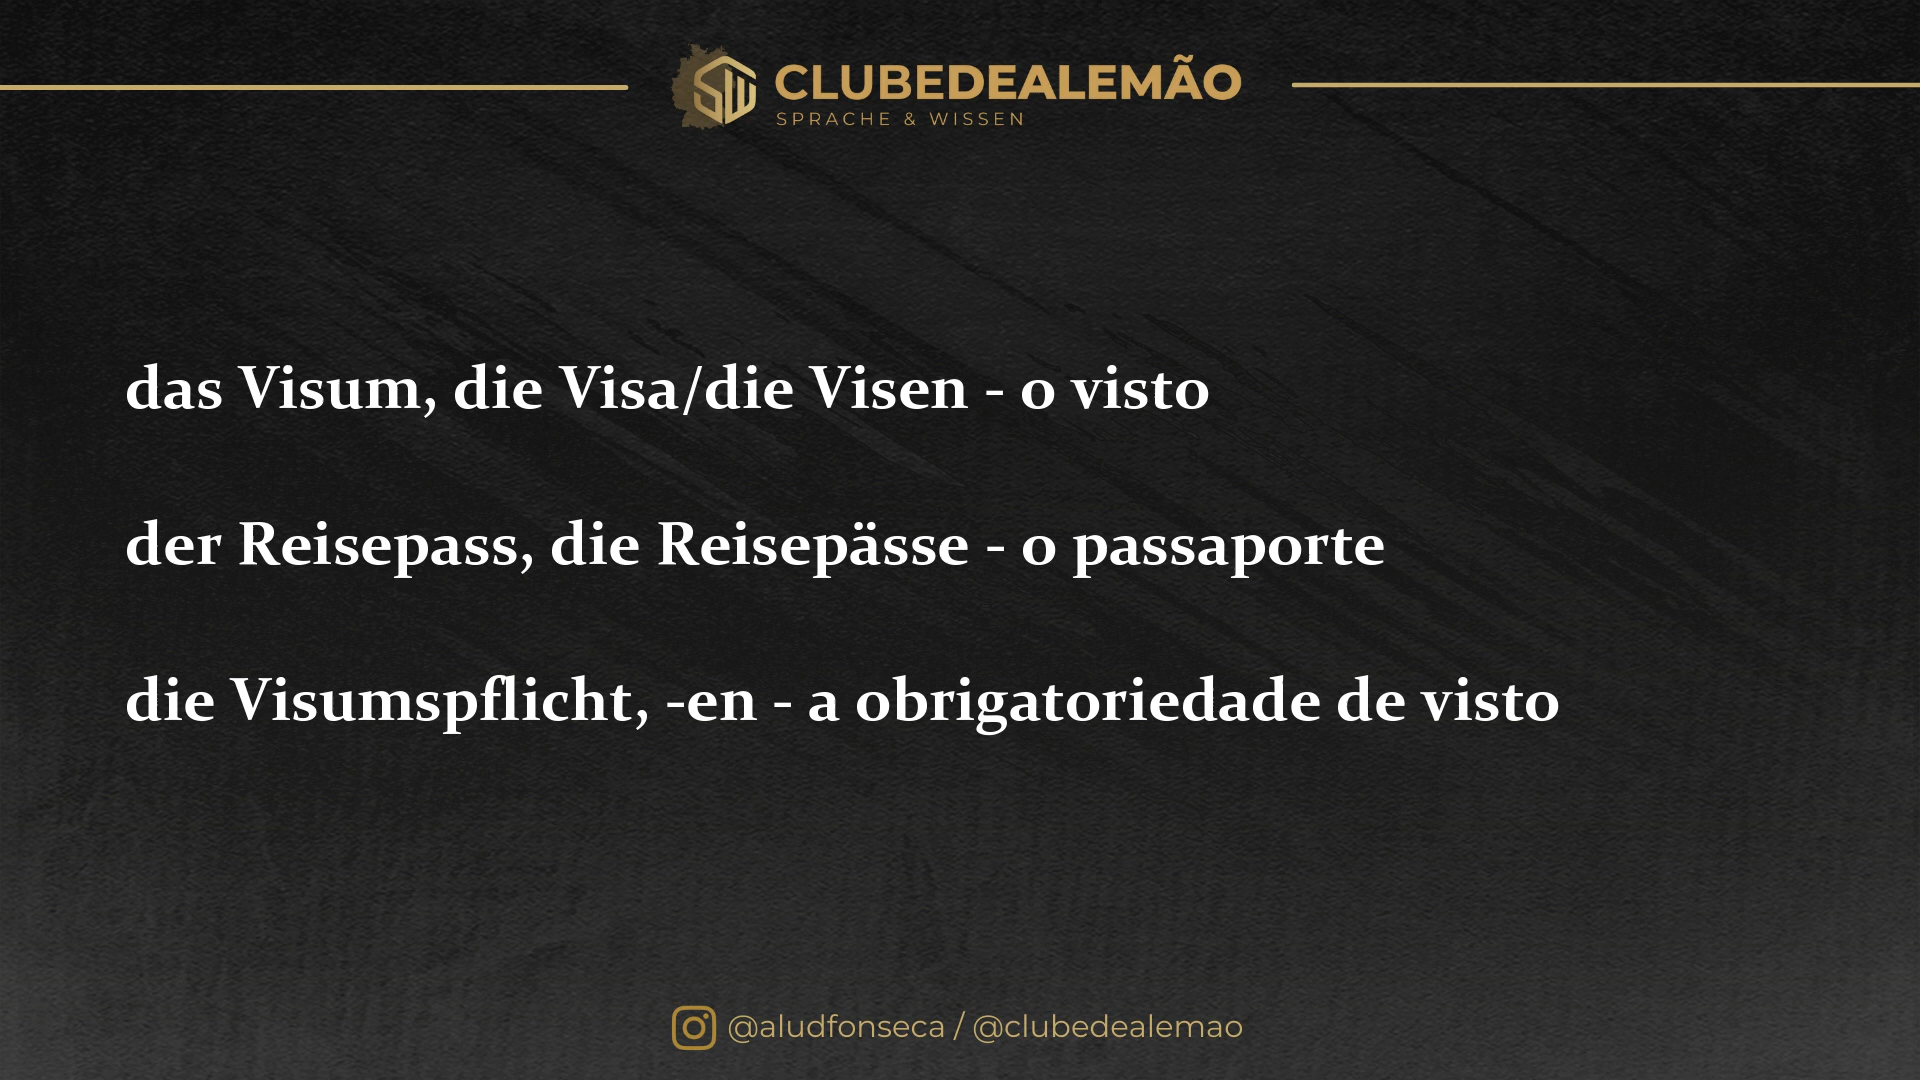 CLUBEDEALEMÃO
SPRACHE & WISSEN
das Visum, die Visa/die Visen - o visto
der Reisepass, die Reisepässe - o passaporte
die Visumspflicht, -en - a obrigatoriedade de visto
@aludfonseca / @clubedealemao